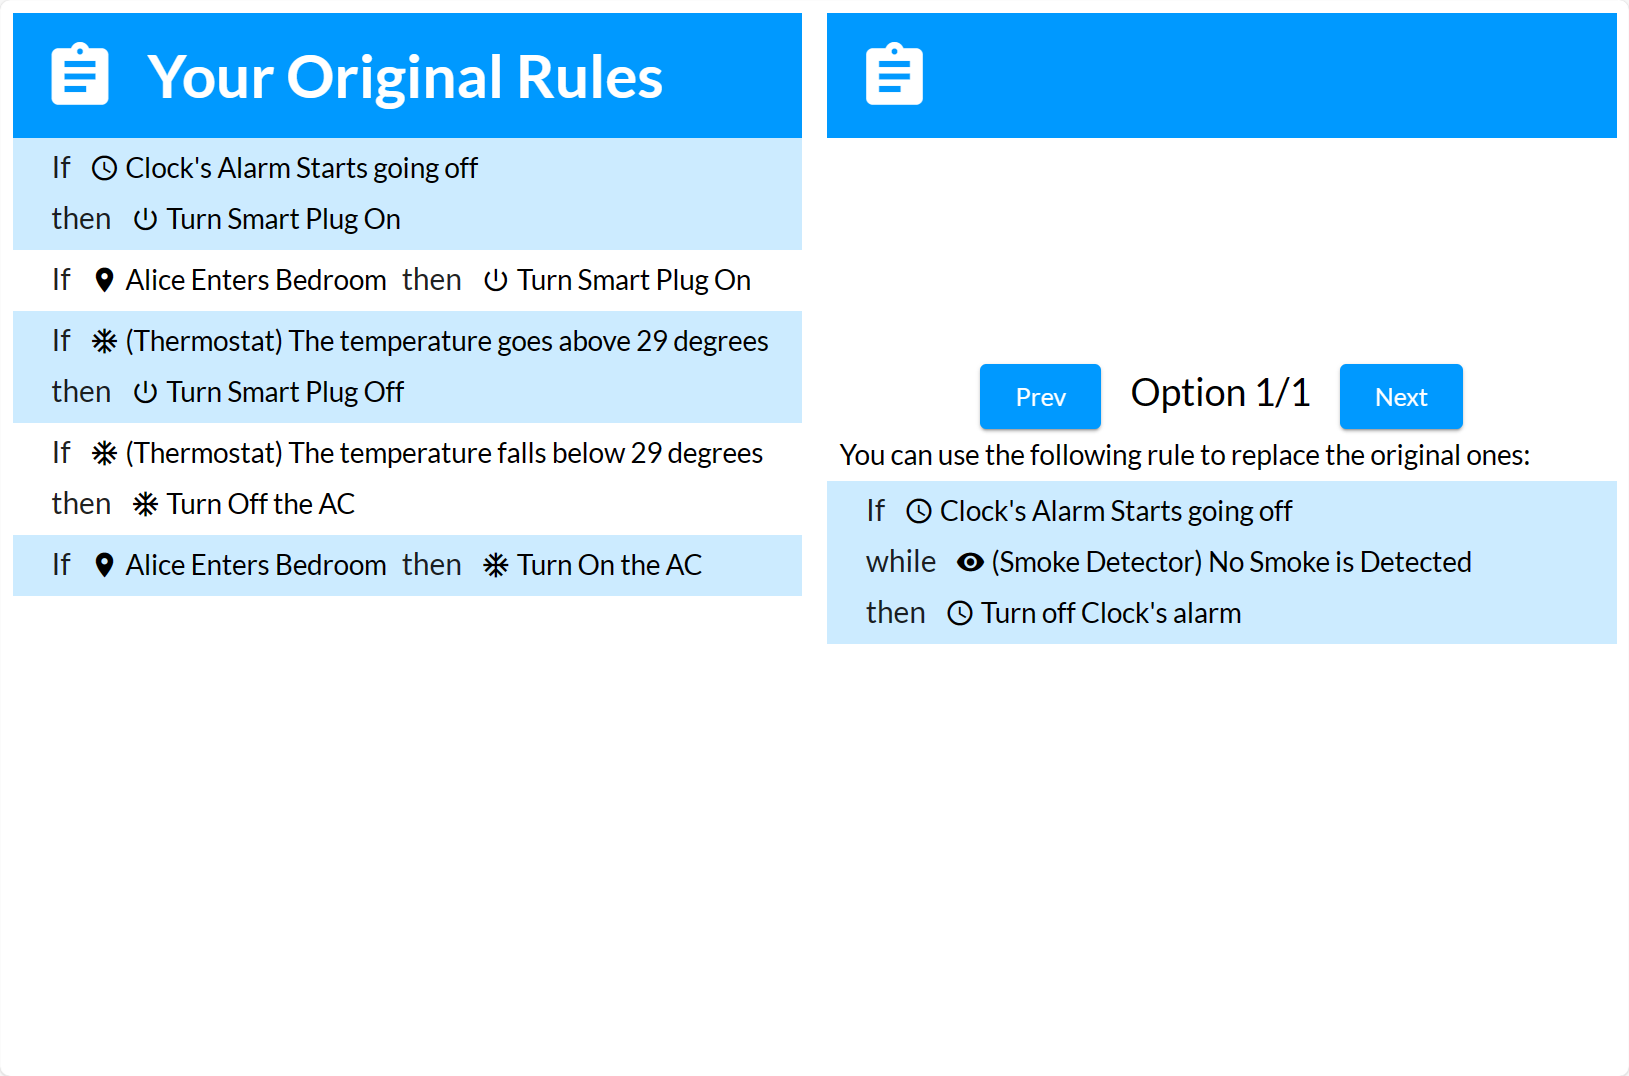 Your Original Rules
If Clock's Alarm Starts going off
then Turn Smart Plug On
If Alice Enters Bedroom then Turn Smart Plug On
If (Thermostat) The temperature goes above 29 degrees
then Turn Smart Plug Off
If (Thermostat) The temperature falls below 29 degrees
then Turn Off the AC
If Alice Enters Bedroom then Turn On the AC
Prev Option 1/1 Next
You can use the following rule to replace the original ones:
If Clock's Alarm Starts going off
while (Smoke Detector) No Smoke is Detected
then Turn off Clock's alarm